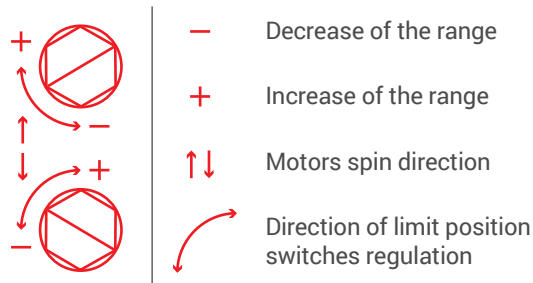 +
−
+
−
− Decrease of the range
+ Increase of the range
↑↓ Motors spin direction
Direction of limit position
switches regulation